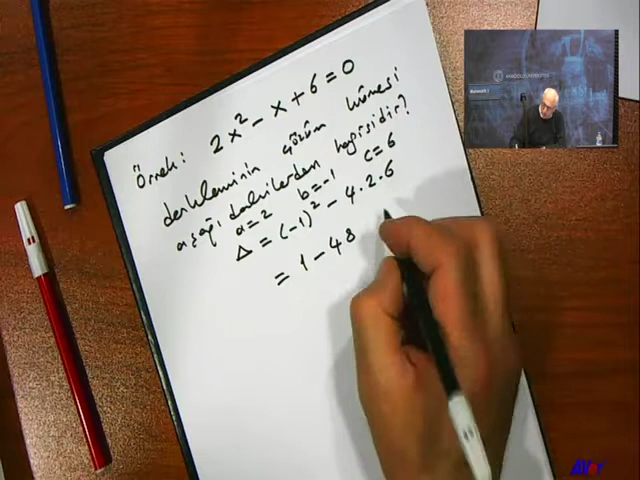 Örnek: 2x² - x + 6 = 0
denkleminin çözüm kümesi
aşağıdakilerden hangisidir?
a=2 b=-1 c=6
Δ = (-1)² - 4.2.6
= 1 - 48
AVer